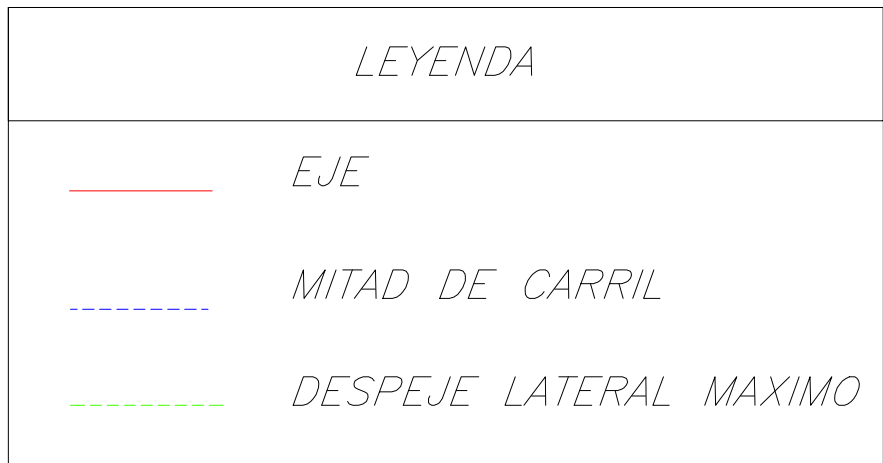 LEYENDA
EJE
MITAD DE CARRIL
DESPEJE LATERAL MAXIMO